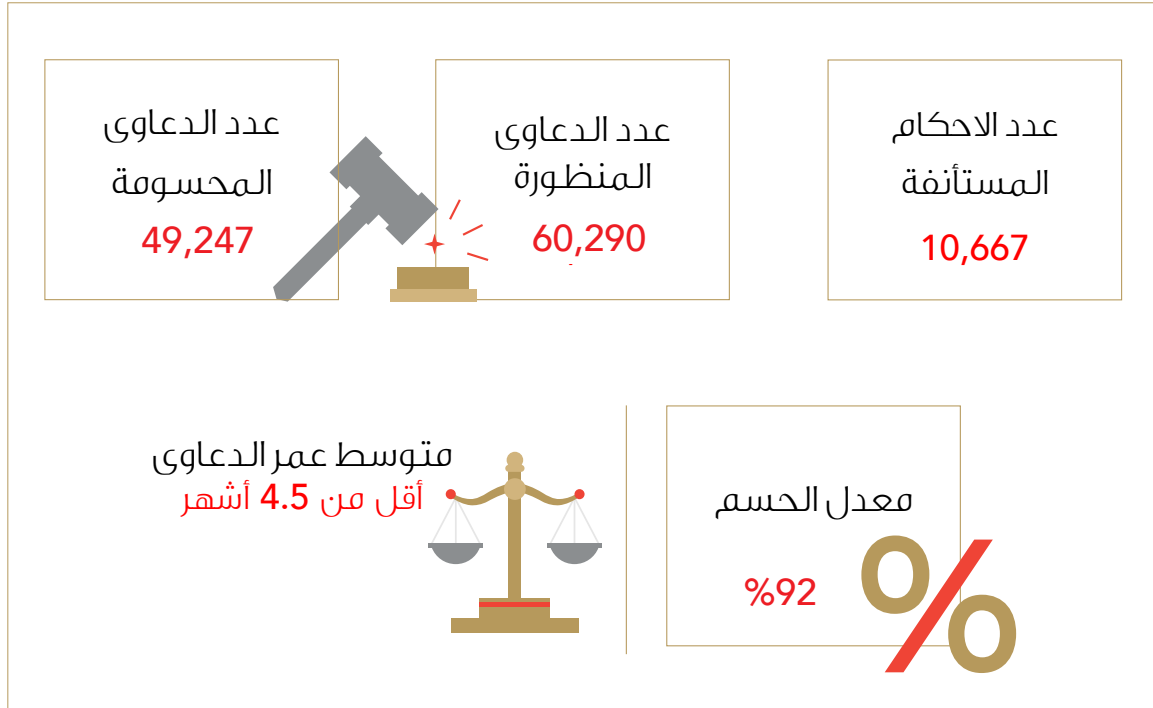 عدد الاحكام
المستأنفة
10,667
عدد الدعاوى
المنظورة
60,290
عدد الدعاوى
المحسومة
49,247
معدل الحسم
%92
متوسط عمر الدعاوى
أقل من 4.5 أشهر